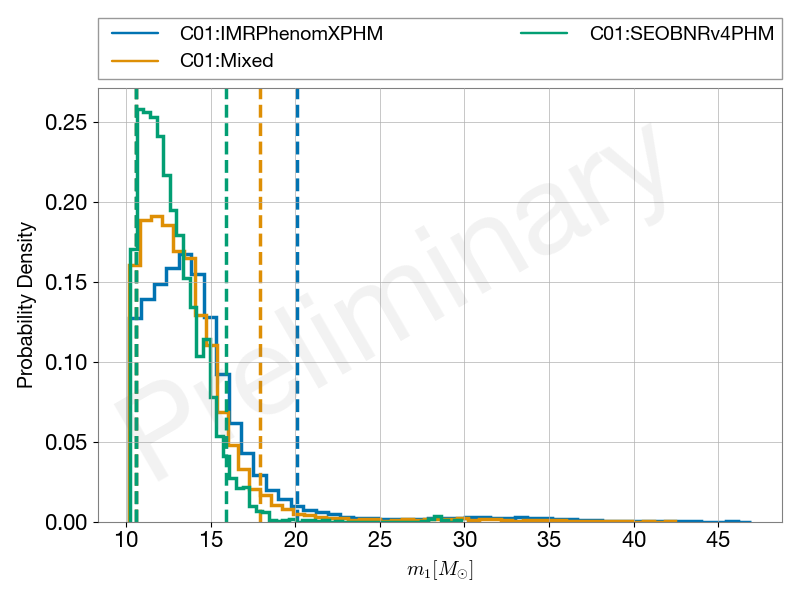 C01:IMRPhenomXPHM
C01:Mixed
C01:SEOBNRv4PHM
Preliminary
Probability Density
0.25
0.20
0.15
0.10
0.05
0.00
10 15 20 25 30 35 40 45
m₁[M⊙]